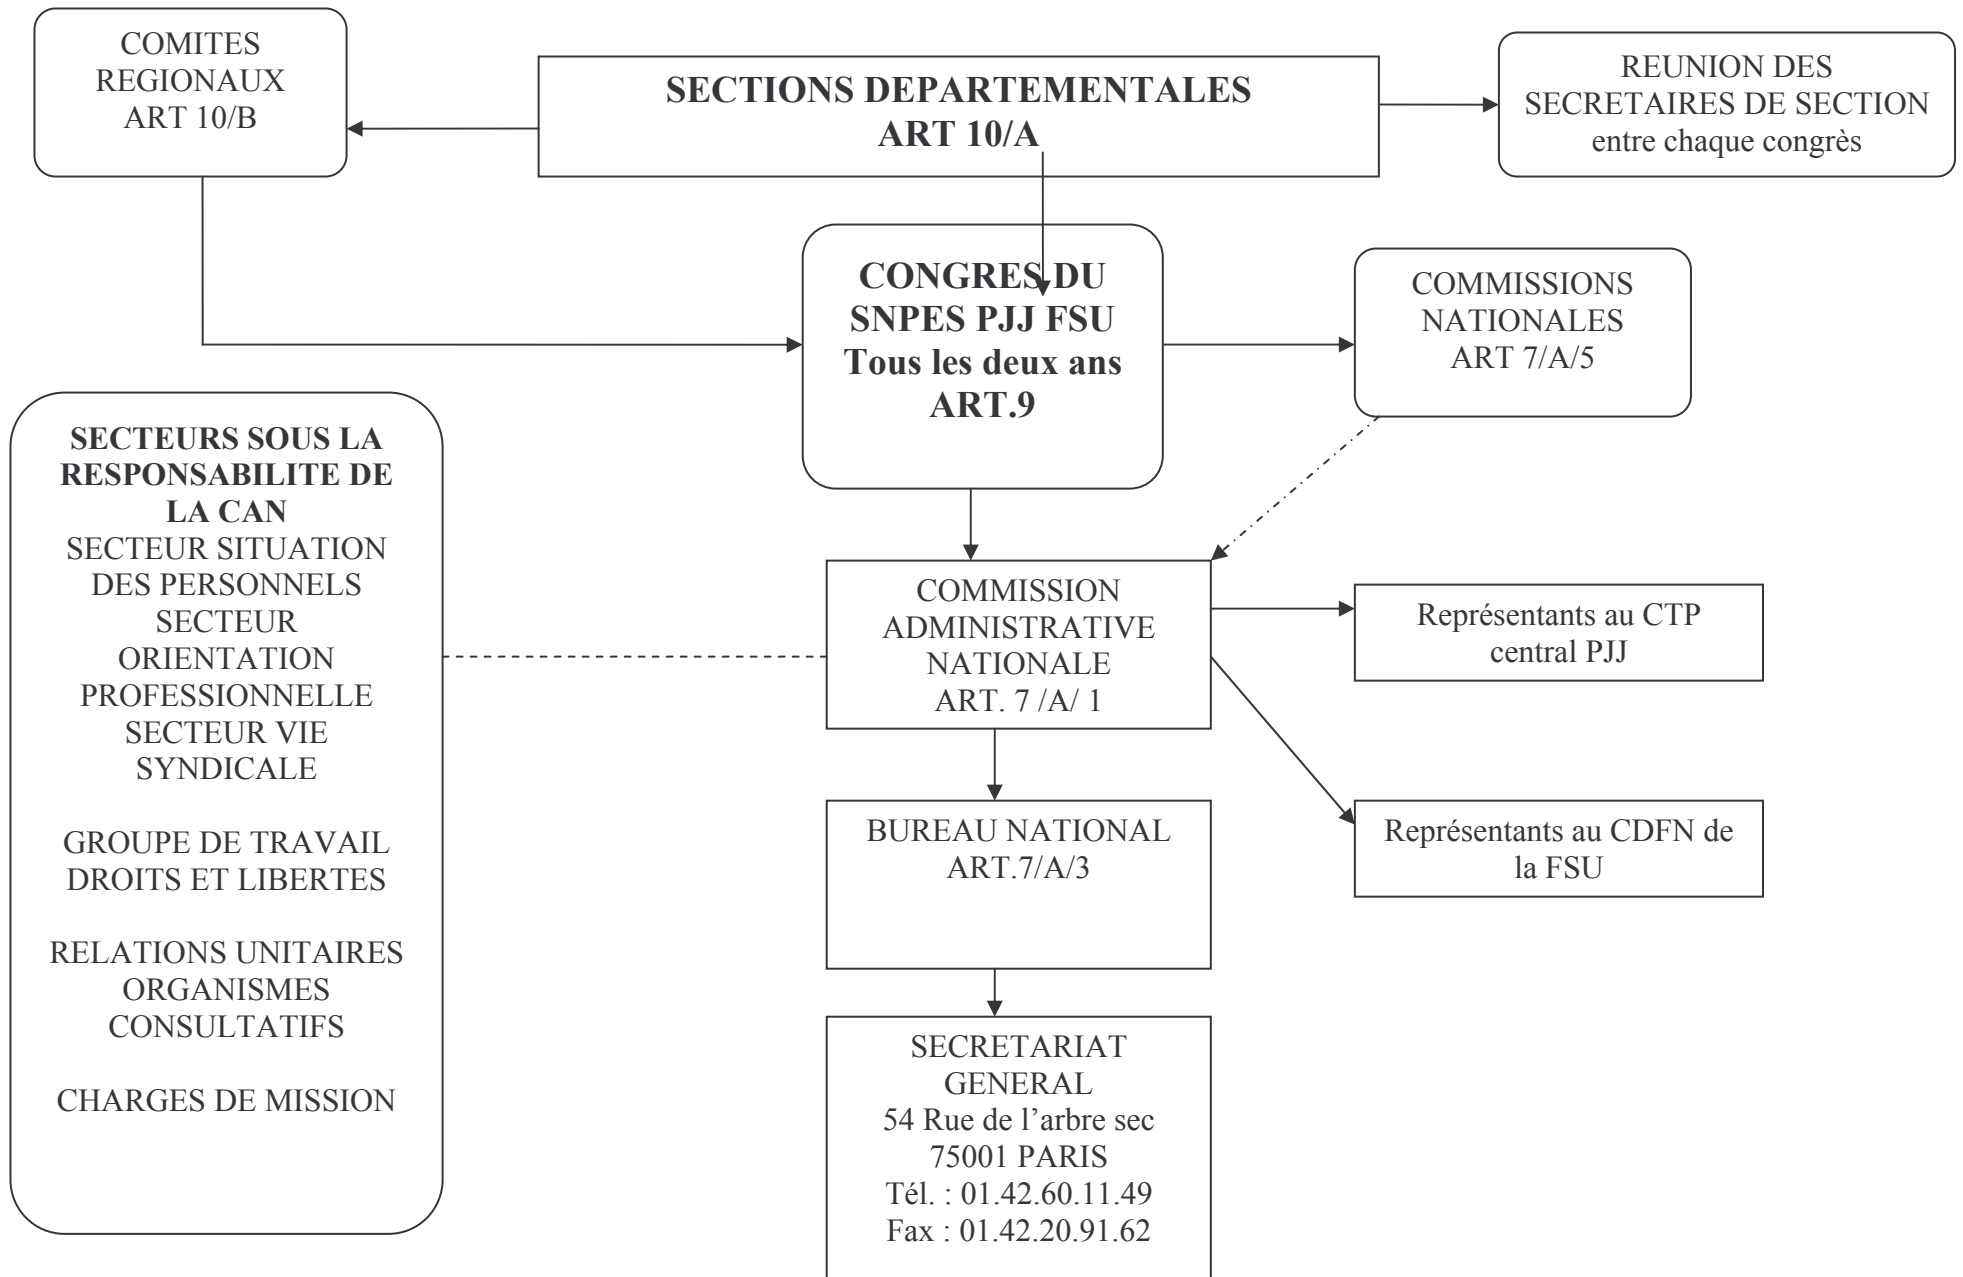 COMITES
REGIONAUX
ART 10/B
SECTIONS DEPARTEMENTALES
ART 10/A
REUNION DES
SECRETAIRES DE SECTION
entre chaque congrès
CONGRES DU
SNPES PJJ FSU
Tous les deux ans
ART.9
COMMISSIONS
NATIONALES
ART 7/A/5
SECTEURS SOUS LA
RESPONSABILITE DE
LA CAN
SECTEUR SITUATION
DES PERSONNELS
SECTEUR
ORIENTATION
PROFESSIONNELLE
SECTEUR VIE
SYNDICALE
GROUPE DE TRAVAIL
DROITS ET LIBERTES
RELATIONS UNITAIRES
ORGANISMES
CONSULTATIFS
CHARGES DE MISSION
COMMISSION
ADMINISTRATIVE
NATIONALE
ART. 7 /A/ 1
Représentants au CTP
central PJJ
BUREAU NATIONAL
ART.7/A/3
Représentants au CDFN de
la FSU
SECRETARIAT
GENERAL
54 Rue de l’arbre sec
75001 PARIS
Tél. : 01.42.60.11.49
Fax : 01.42.20.91.62